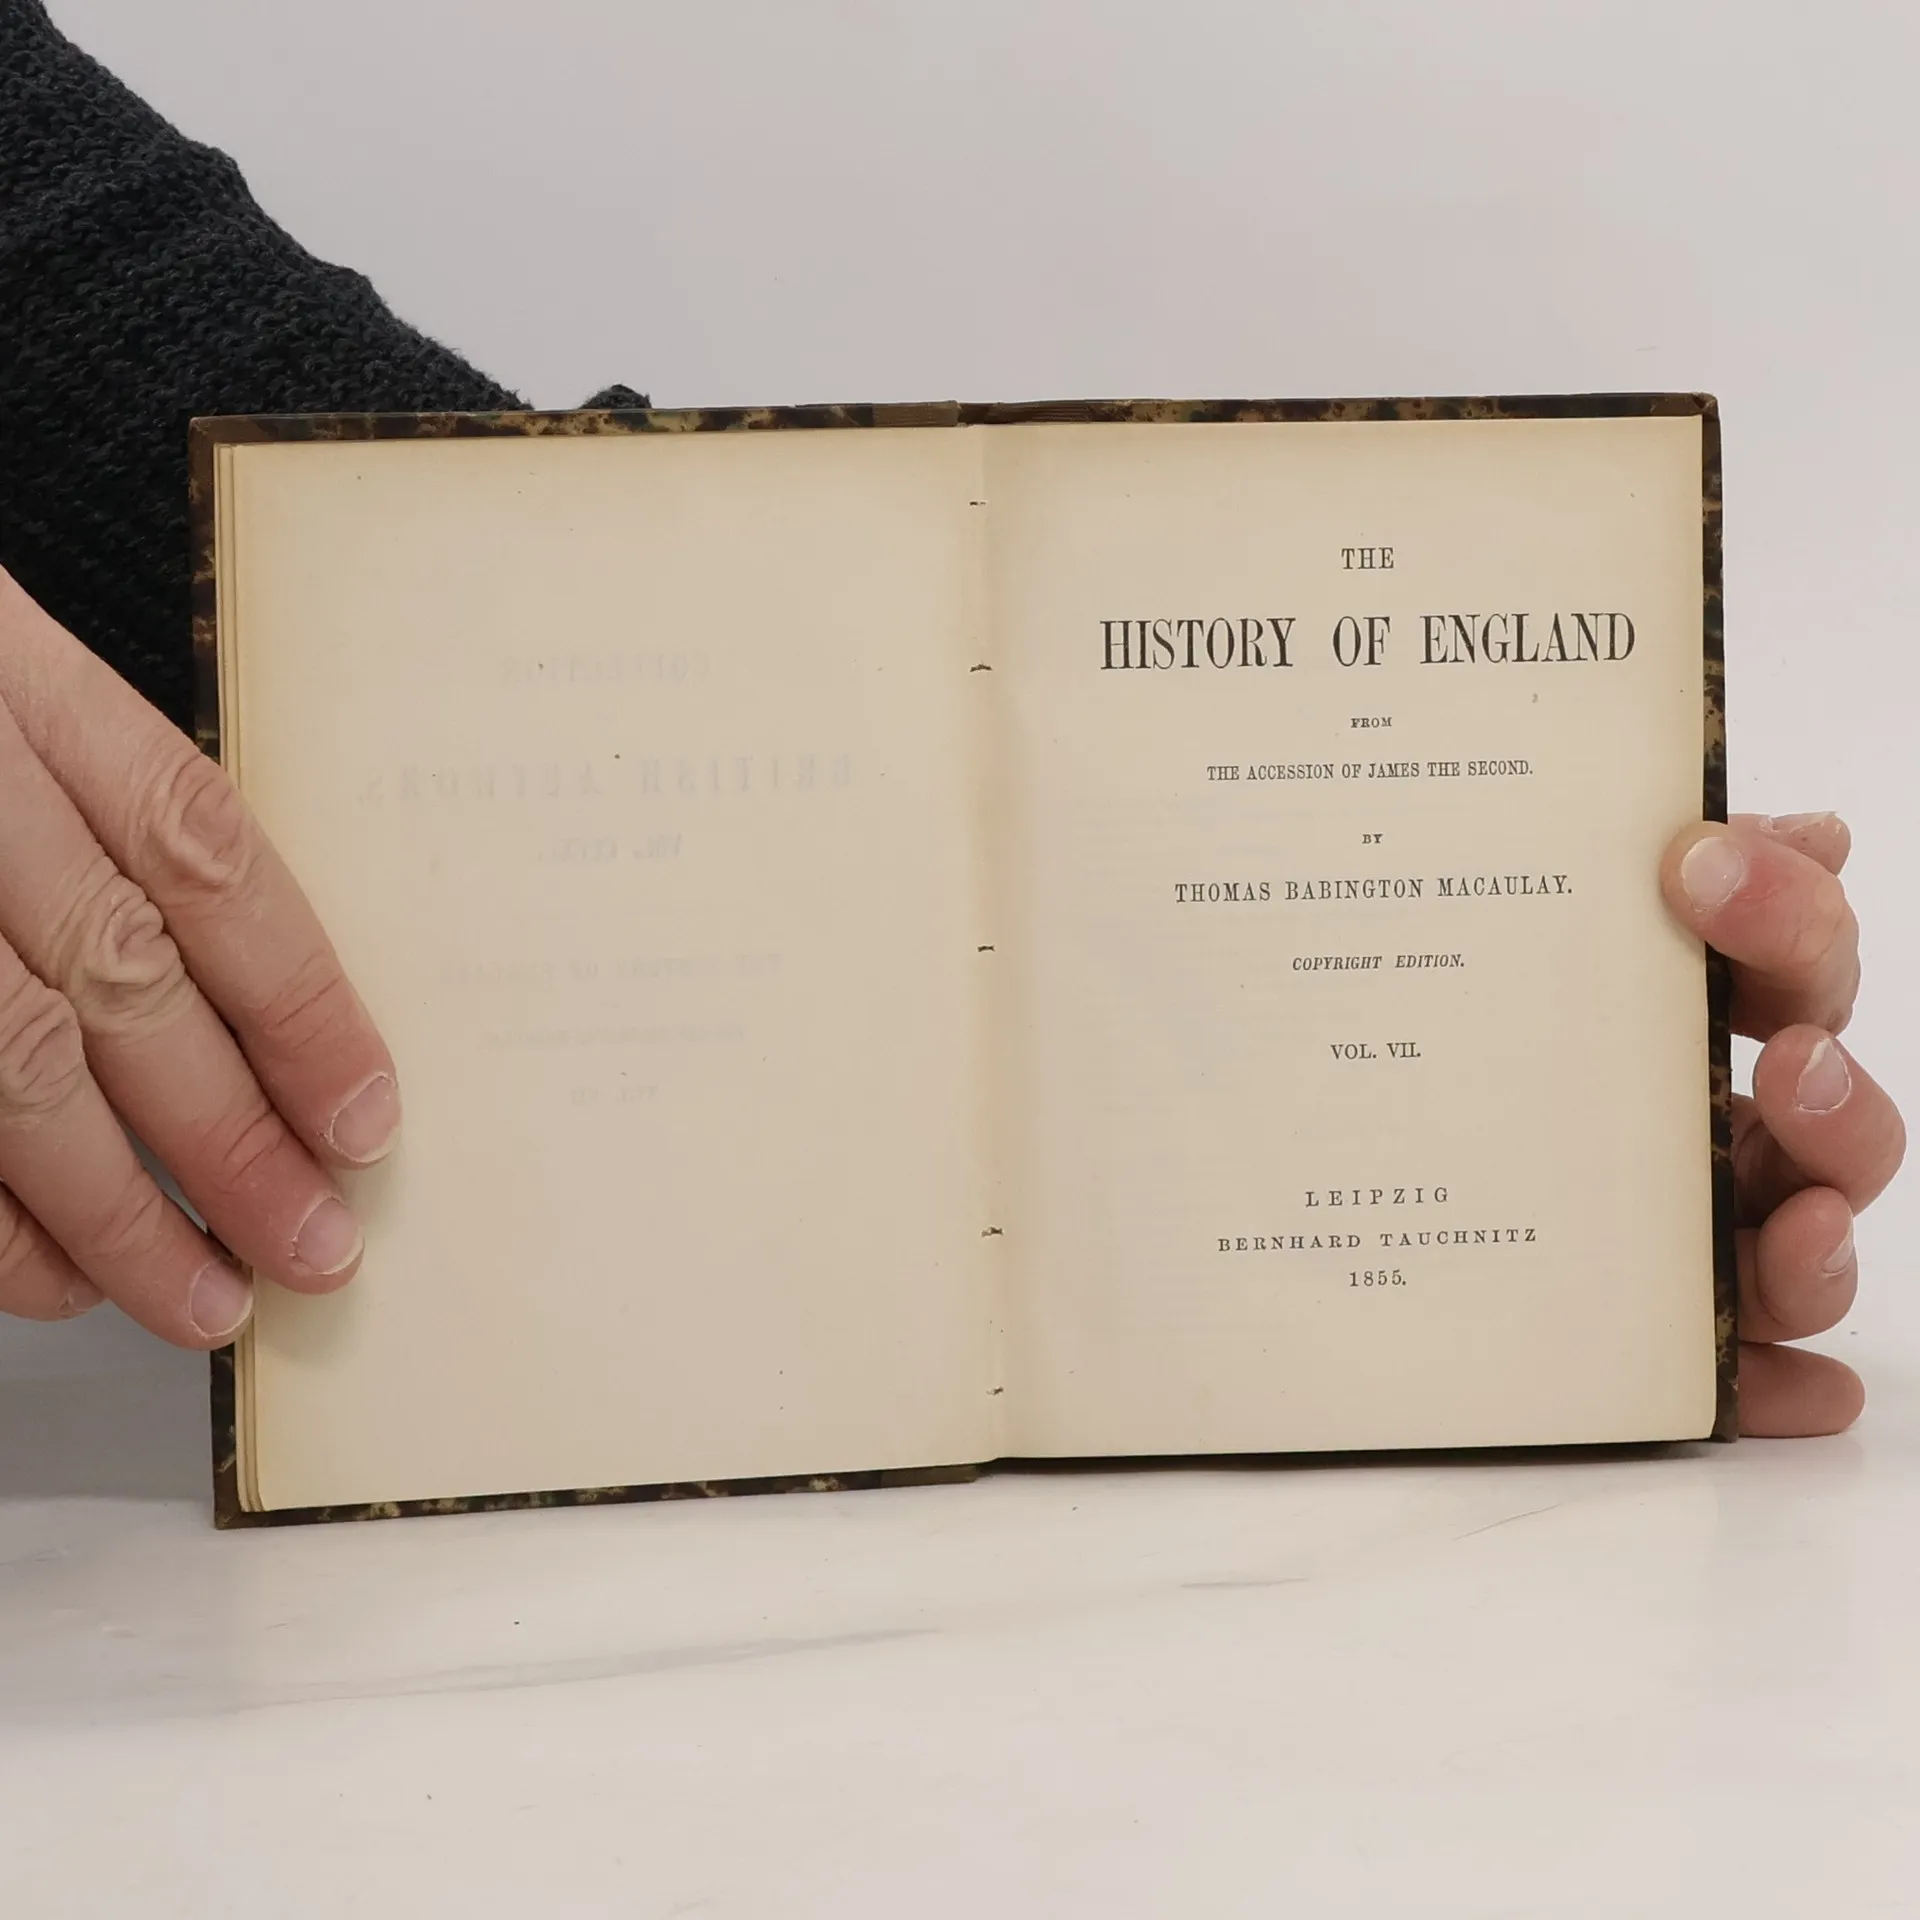 THE
HISTORY OF ENGLAND
FROM
THE ACCESSION OF JAMES THE SECOND.
BY
THOMAS BABINGTON MACAULAY.
COPYRIGHT EDITION.
VOL. VII.
LEIPZIG
BERNHARD TAUCHNITZ
1855.